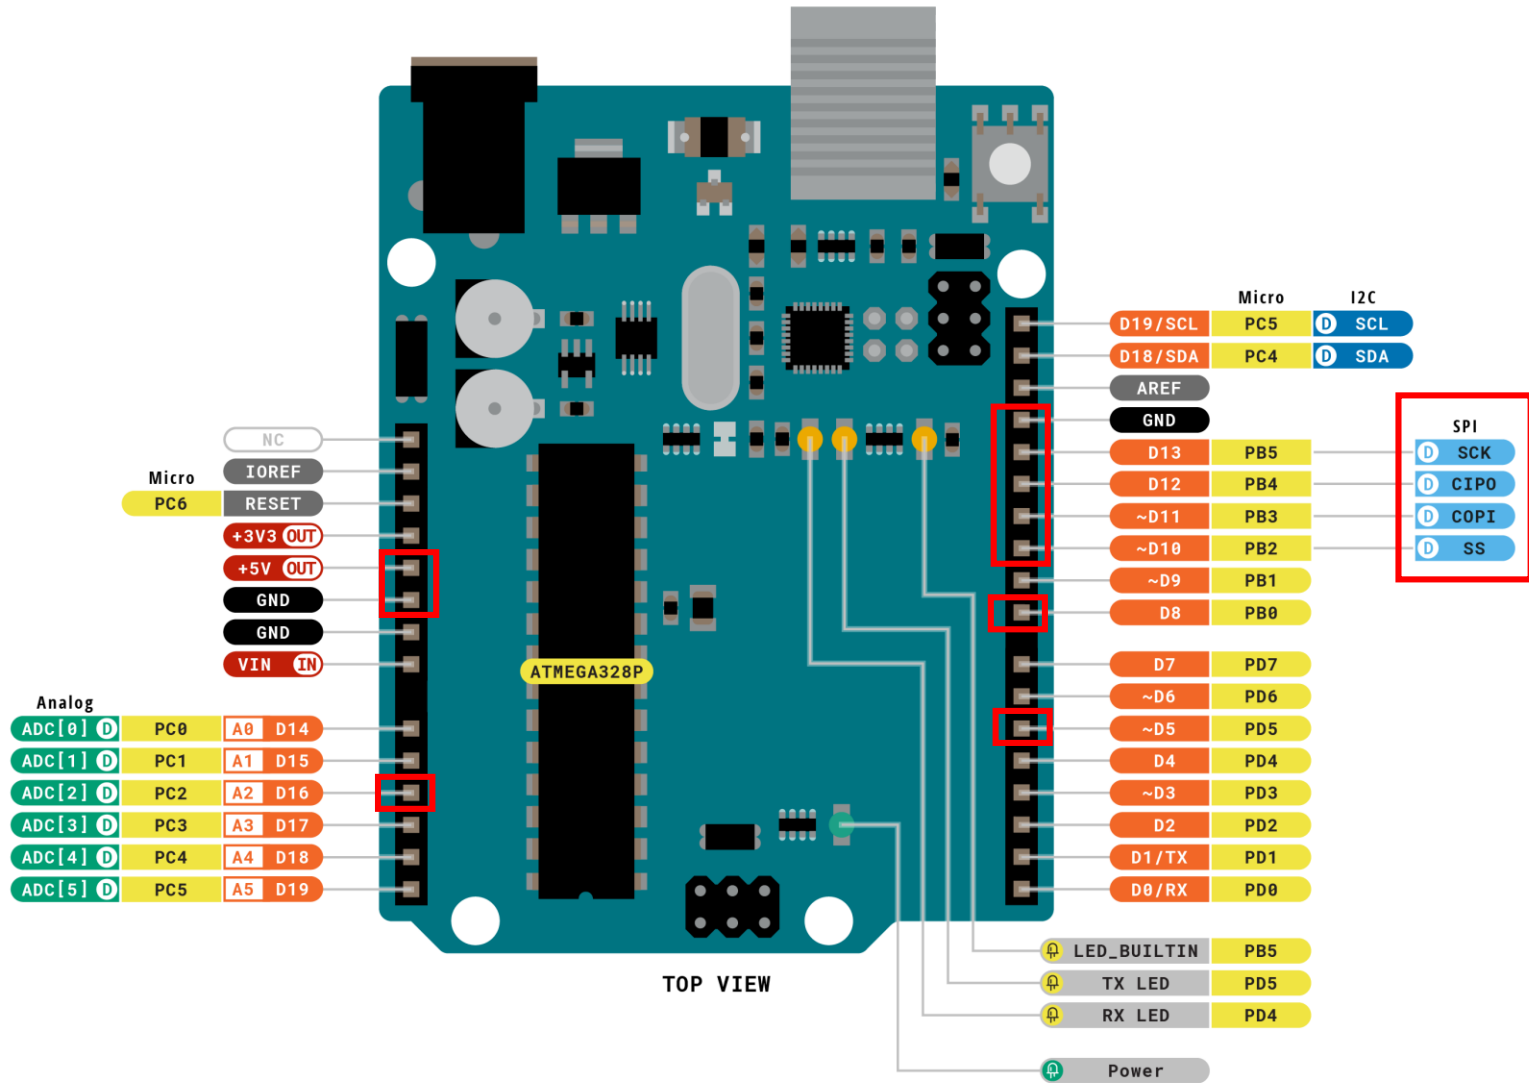 Micro I2C
D19/SCL PC5 D SCL
D18/SDA PC4 D SDA
AREF
GND
SPI
D13 PB5 D SCK
D12 PB4 D CIPO
~D11 PB3 D COPI
~D10 PB2 D SS
~D9 PB1
D8 PB0
D7 PD7
~D6 PD6
~D5 PD5
D4 PD4
~D3 PD3
D2 PD2
D1/TX PD1
D0/RX PD0
NC
IOREF
Micro
PC6 RESET
+3V3 OUT
+5V OUT
GND
GND
VIN IN
Analog
ADC[0] D PC0 A0 D14
ADC[1] D PC1 A1 D15
ADC[2] D PC2 A2 D16
ADC[3] D PC3 A3 D17
ADC[4] D PC4 A4 D18
ADC[5] D PC5 A5 D19
ATMEGA328P
TOP VIEW
LED_BUILTIN PB5
TX LED PD5
RX LED PD4
Power